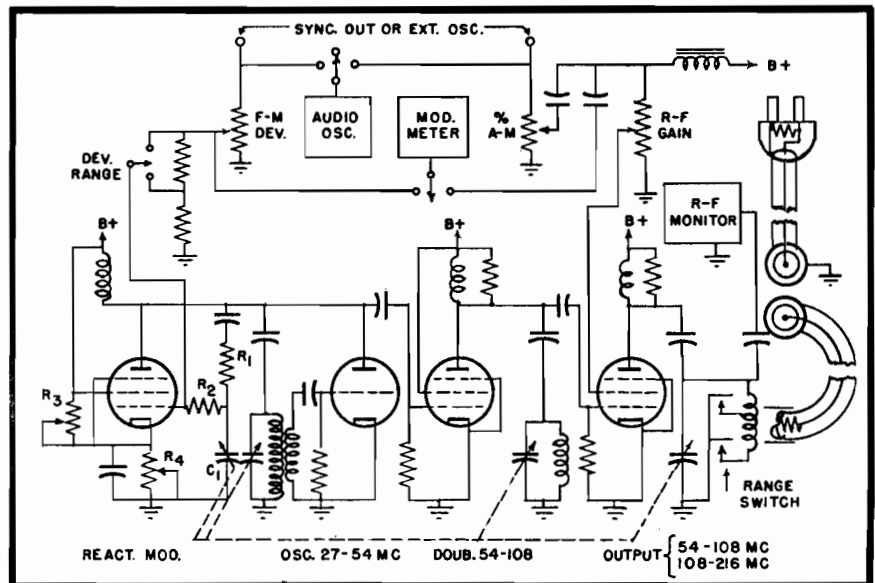 SYNC. OUT OR EXT. OSC.
B+
F-M
DEV.
AUDIO
OSC.
MOD.
METER
%
A-M
R-F
GAIN
DEV.
RANGE
R-F
MONITOR
B+
B+
B+
R1
R2
R3
R4
C1
RANGE
SWITCH
REACT. MOD.
OSC. 27-54 MC
DOUB. 54-108
OUTPUT
54-108 MC
108-216 MC